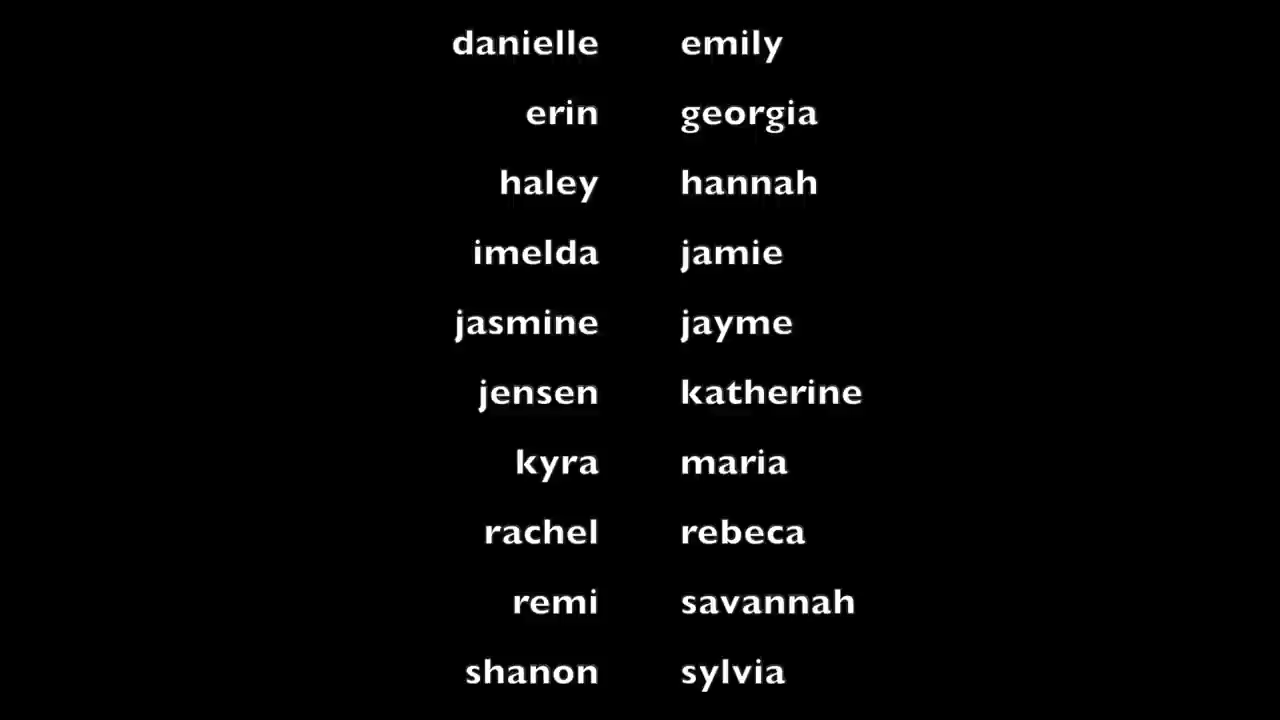 danielle emily
erin georgia
haley hannah
imelda jamie
jasmine jayme
jensen katherine
kyra maria
rachel rebeca
remi savannah
shanon sylvia